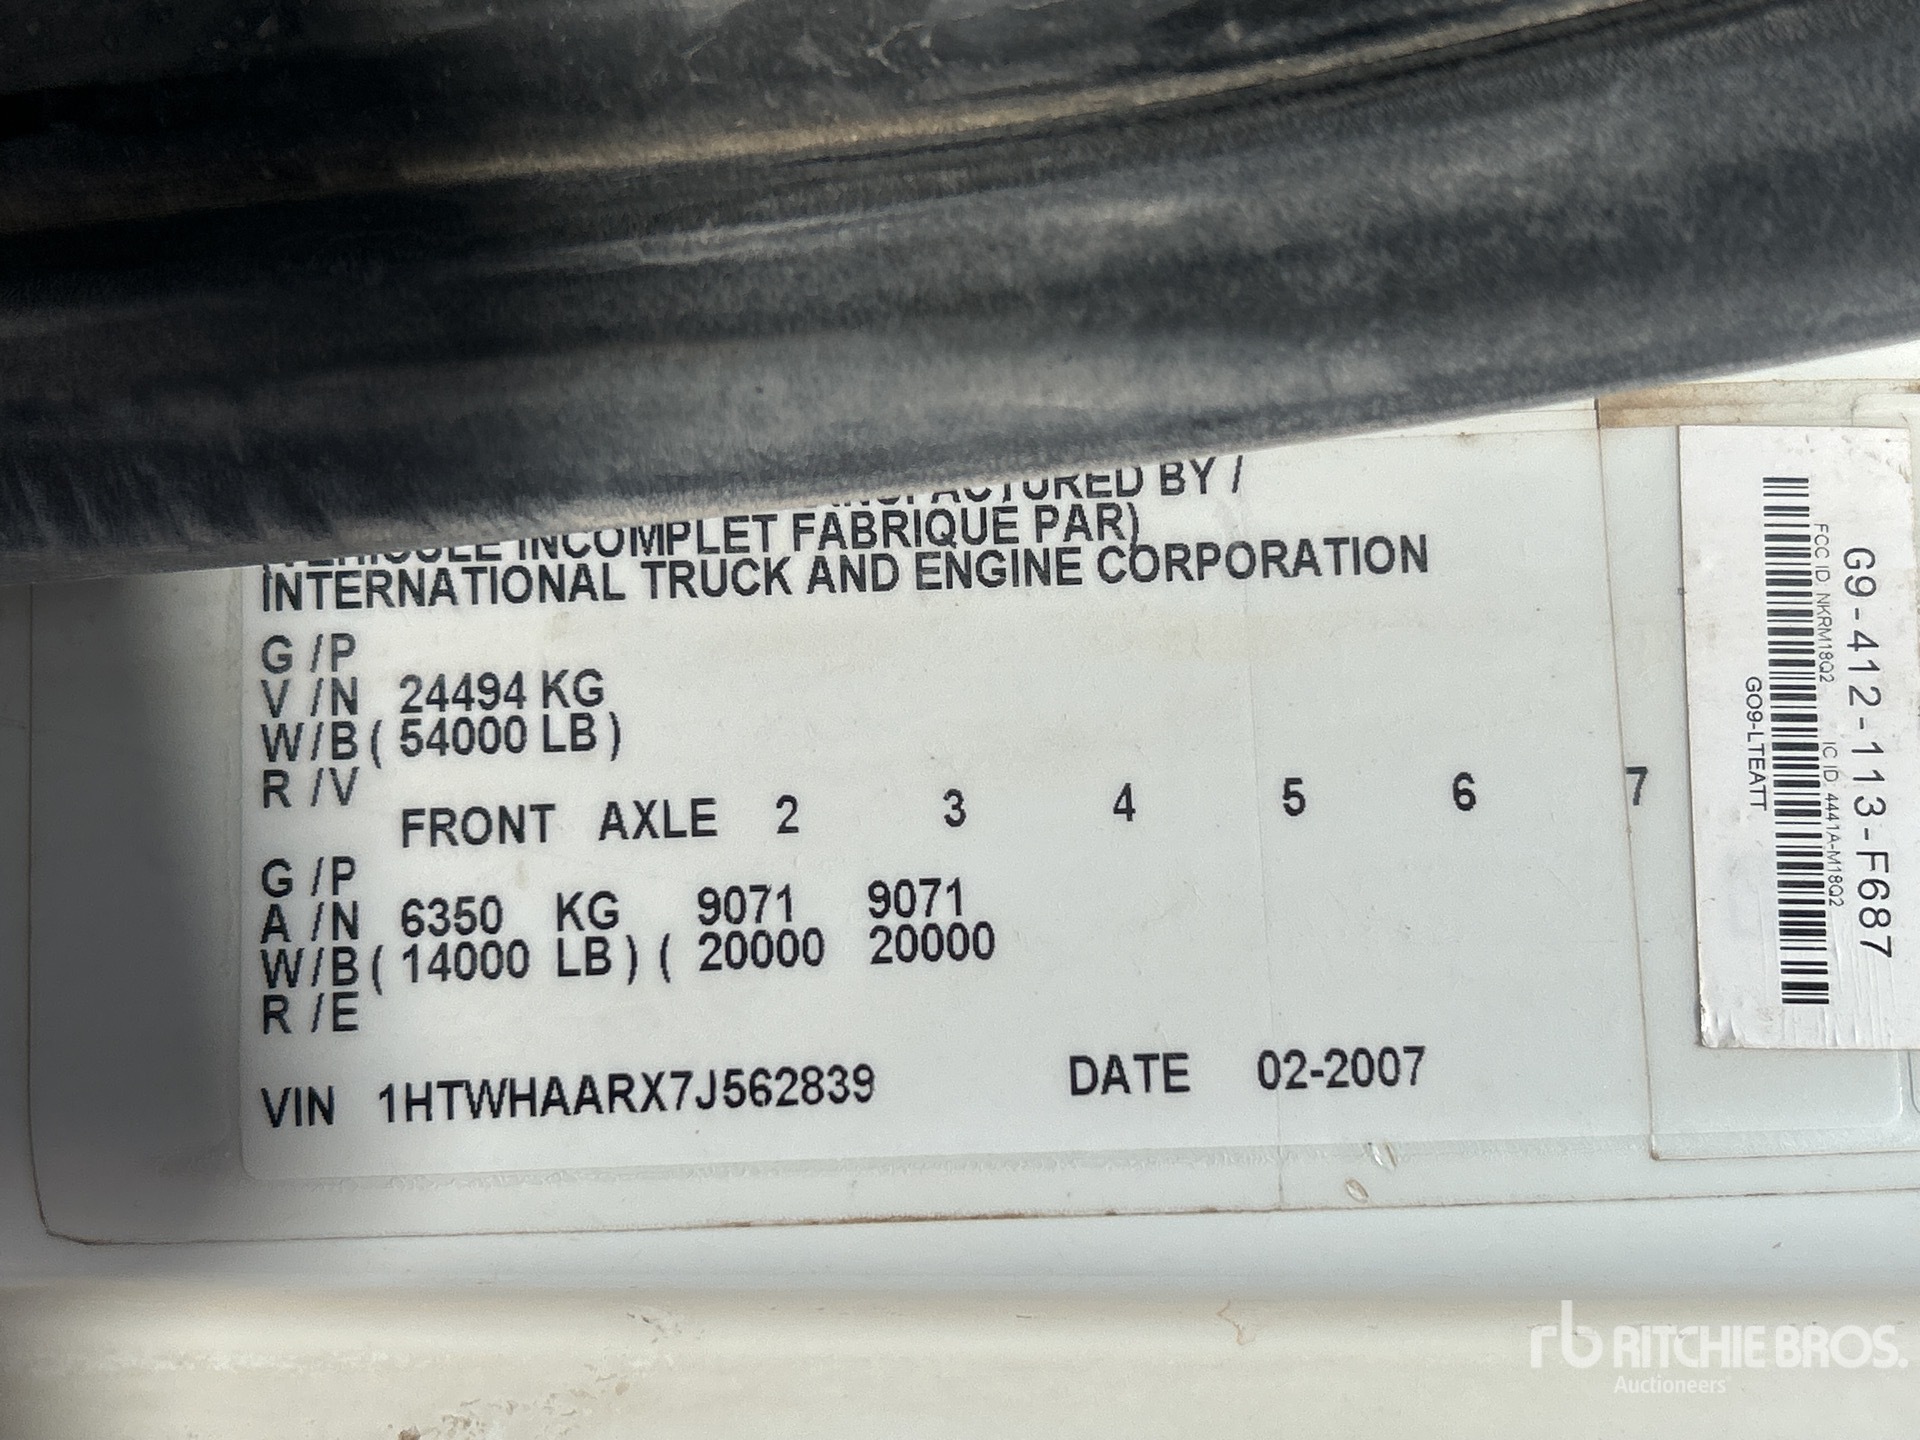 MANUFACTURED BY /
(VEHICULE INCOMPLET FABRIQUE PAR)
INTERNATIONAL TRUCK AND ENGINE CORPORATION
G /P
V /N 24494 KG
W/B ( 54000 LB )
R /V
FRONT AXLE 2 3 4 5 6 7
G /P
A /N 6350 KG 9071 9071
W/B ( 14000 LB ) ( 20000 20000
R /E
VIN 1HTWHAARX7J562839 DATE 02-2007
G9-412-113-F687
FCC ID: NKRM18Q2 IC ID: 4441A-M18Q2
GO9-LTEATT
rb RITCHIE BROS.
Auctioneers